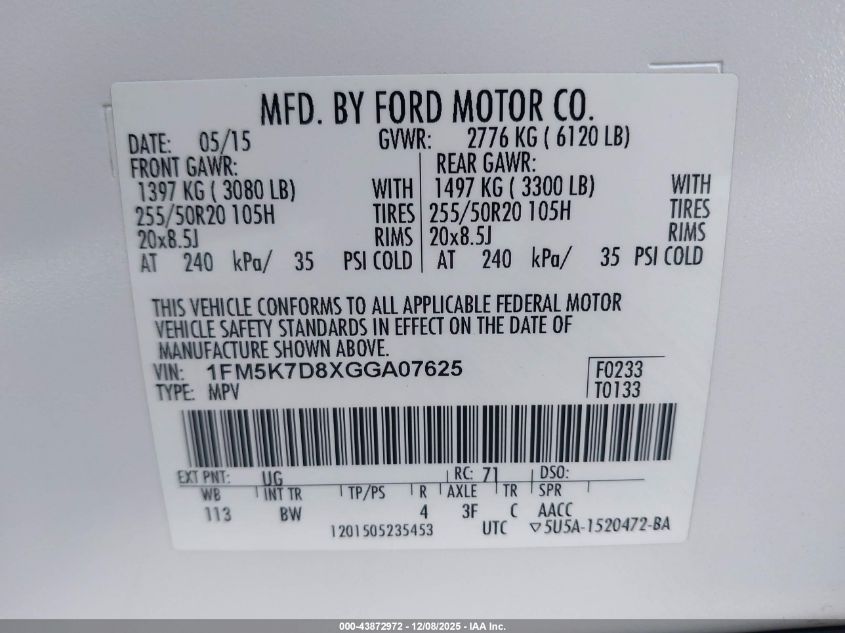 MFD. BY FORD MOTOR CO.
DATE: 05/15 GVWR: 2776 KG ( 6120 LB)
FRONT GAWR: REAR GAWR:
1397 KG ( 3080 LB) WITH 1497 KG ( 3300 LB) WITH
255/50R20 105H TIRES 255/50R20 105H TIRES
20x8.5J RIMS 20x8.5J RIMS
AT 240 kPa/ 35 PSI COLD AT 240 kPa/ 35 PSI COLD
THIS VEHICLE CONFORMS TO ALL APPLICABLE FEDERAL MOTOR
VEHICLE SAFETY STANDARDS IN EFFECT ON THE DATE OF
MANUFACTURE SHOWN ABOVE.
VIN: 1FM5K7D8XGGA07625 F0233
TYPE: MPV T0133
EXT PNT: UG RC: 71 DSO:
WB INT TR TP/PS R AXLE TR SPR
113 BW 4 3F C AACC
1201505235453 UTC ▽5U5A-1520472-BA
000-43872972 - 12/08/2025 - IAA Inc.